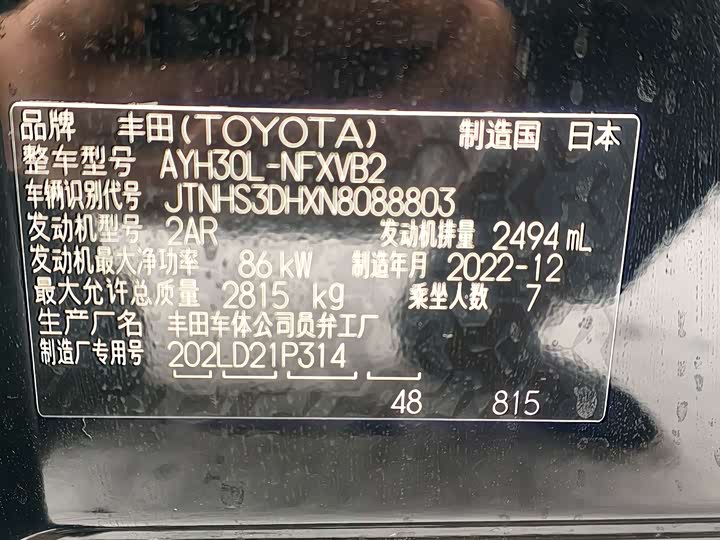 品牌 丰田(TOYOTA) 制造国 日本
整车型号 AYH30L-NFXVB2
车辆识别代号 JTNHS3DHXN8088803
发动机型号 2AR 发动机排量 2494 mL
发动机最大净功率 86 kW 制造年月 2022-12
最大允许总质量 2815 kg 乘坐人数 7
生产厂名 丰田车体公司员弁工厂
制造厂专用号 202LD21P314
48 815